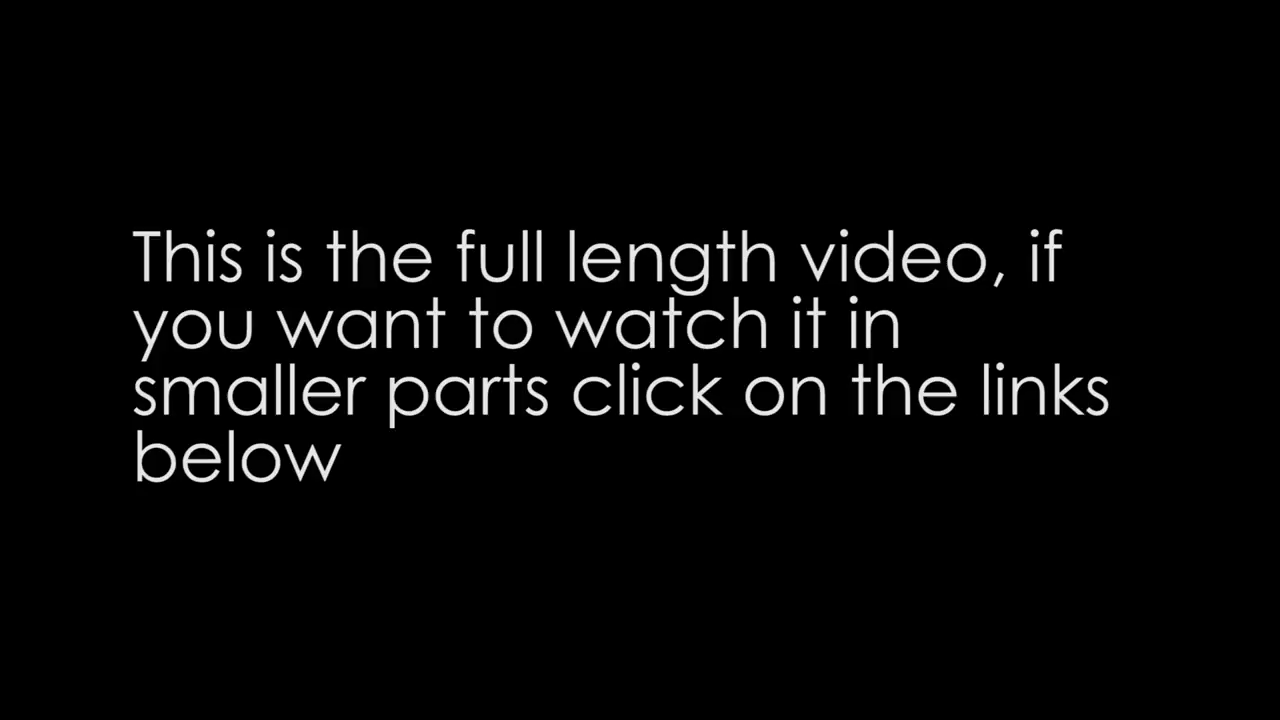 This is the full length video, if
you want to watch it in
smaller parts click on the links
below